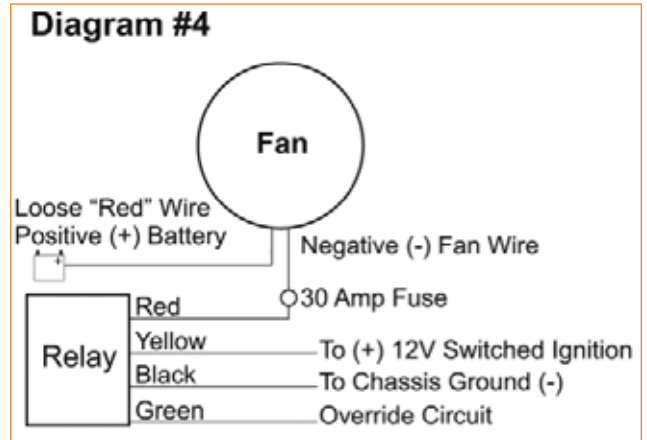 Diagram #4
Fan
Loose “Red” Wire
Positive (+) Battery
+
Negative (-) Fan Wire
30 Amp Fuse
Relay
Red
Yellow
To (+) 12V Switched Ignition
Black
To Chassis Ground (-)
Green
Override Circuit